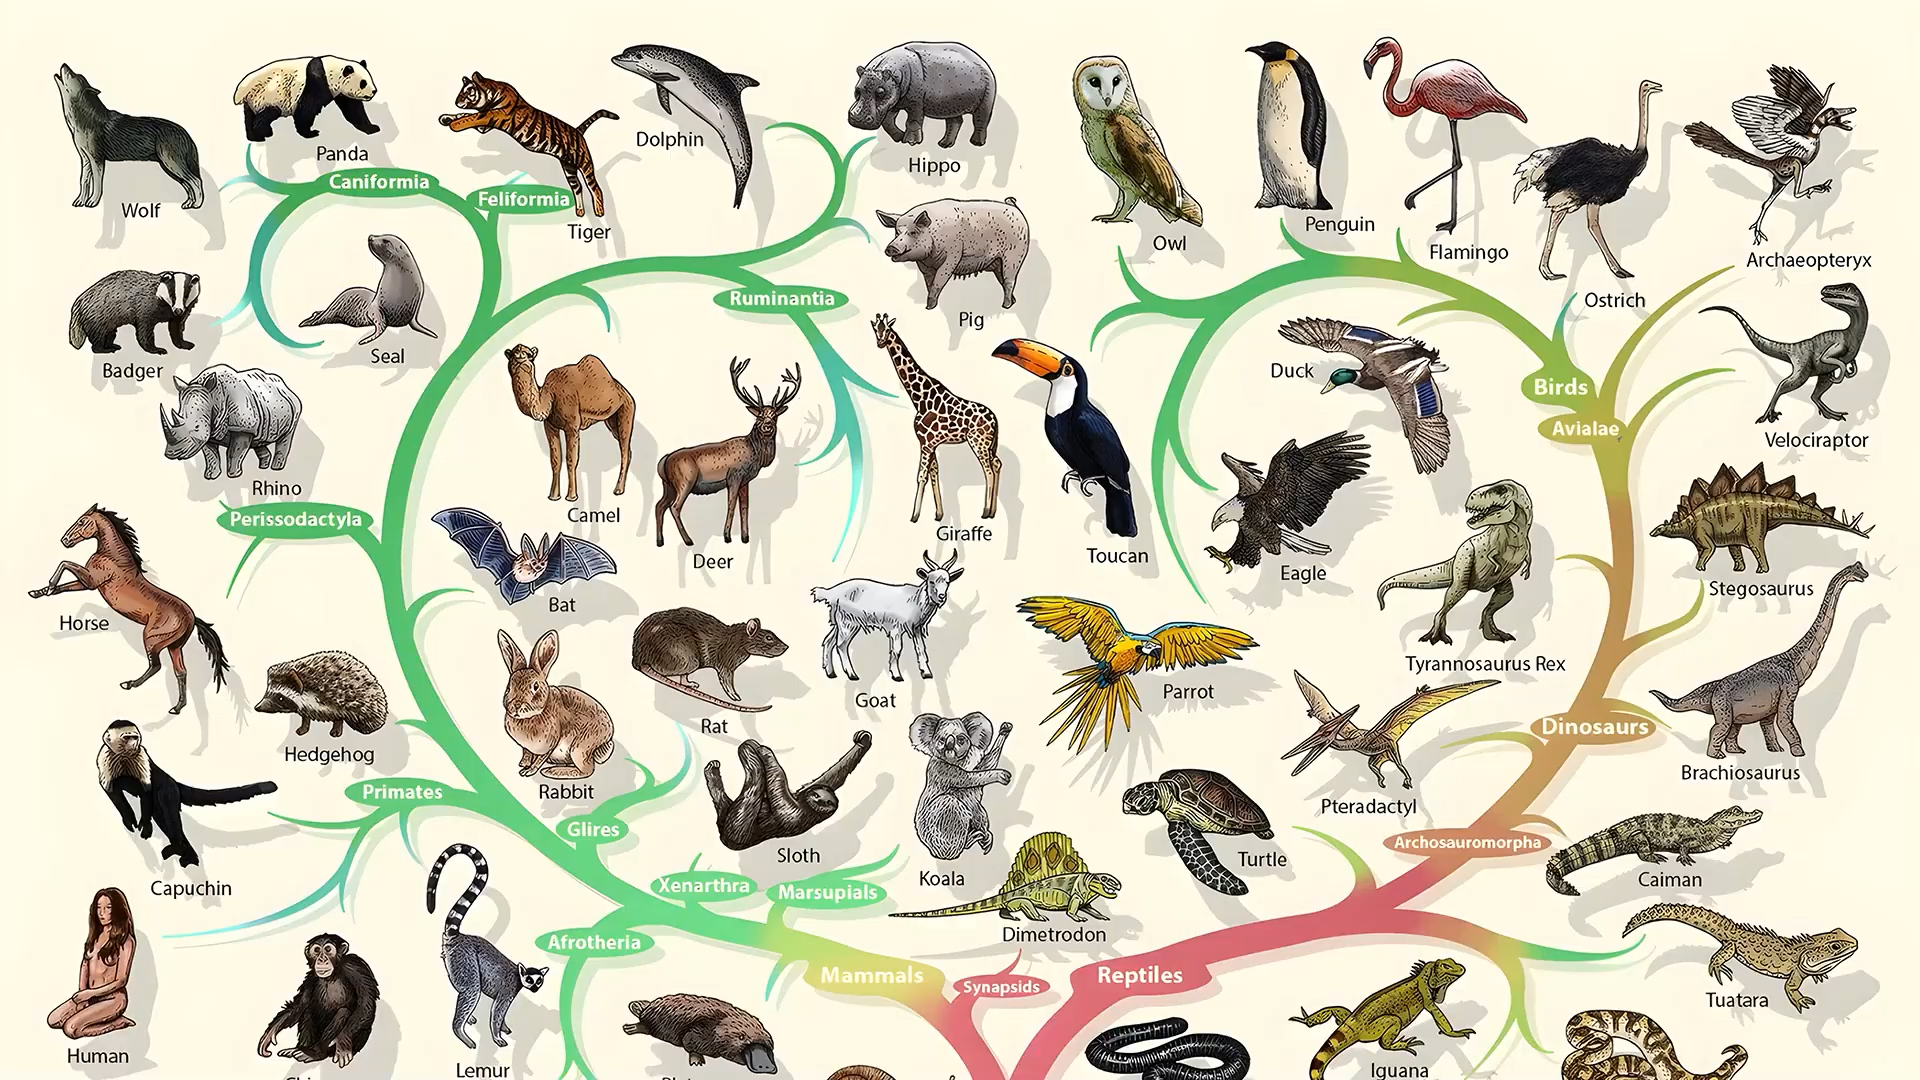 Panda
Dolphin
Hippo
Caniformia
Feliformia
Wolf
Tiger
Penguin
Owl
Flamingo
Archaeopteryx
Ruminantia
Ostrich
Pig
Seal
Badger
Duck
Birds
Avialae
Velociraptor
Rhino
Camel
Perissodactyla
Giraffe
Deer
Toucan
Eagle
Stegosaurus
Bat
Horse
Tyrannosaurus Rex
Parrot
Goat
Rat
Dinosaurs
Hedgehog
Brachiosaurus
Primates
Rabbit
Pteradactyl
Glires
Archosauromorpha
Sloth
Turtle
Koala
Caiman
Capuchin
Xenarthra
Marsupials
Dimetrodon
Afrotheria
Mammals
Synapsids
Reptiles
Tuatara
Human
Lemur
Iguana